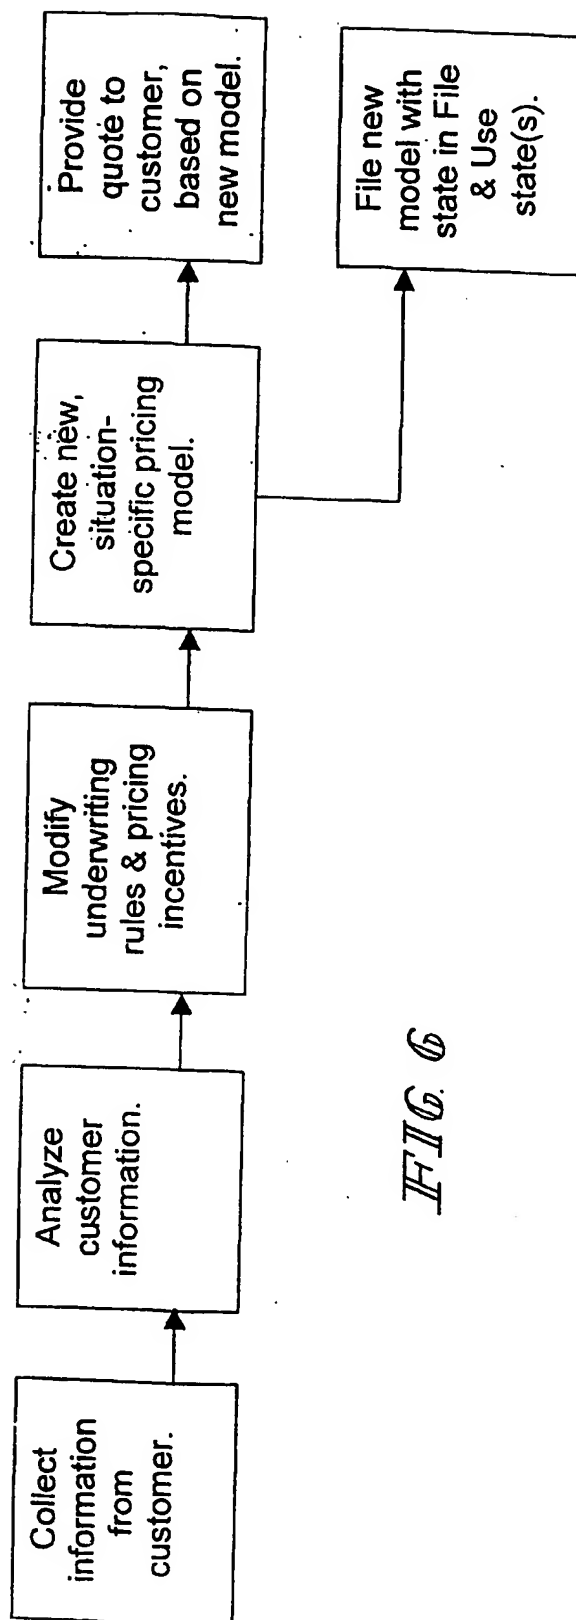 Collect
information
from
customer.
Analyze
customer
information.
Modify
underwriting
rules & pricing
incentives.
Create new,
situation-
specific pricing
model.
Provide
quote to
customer,
based on
new model.
File new
model with
state in File
& Use
state(s).
FIG. 6